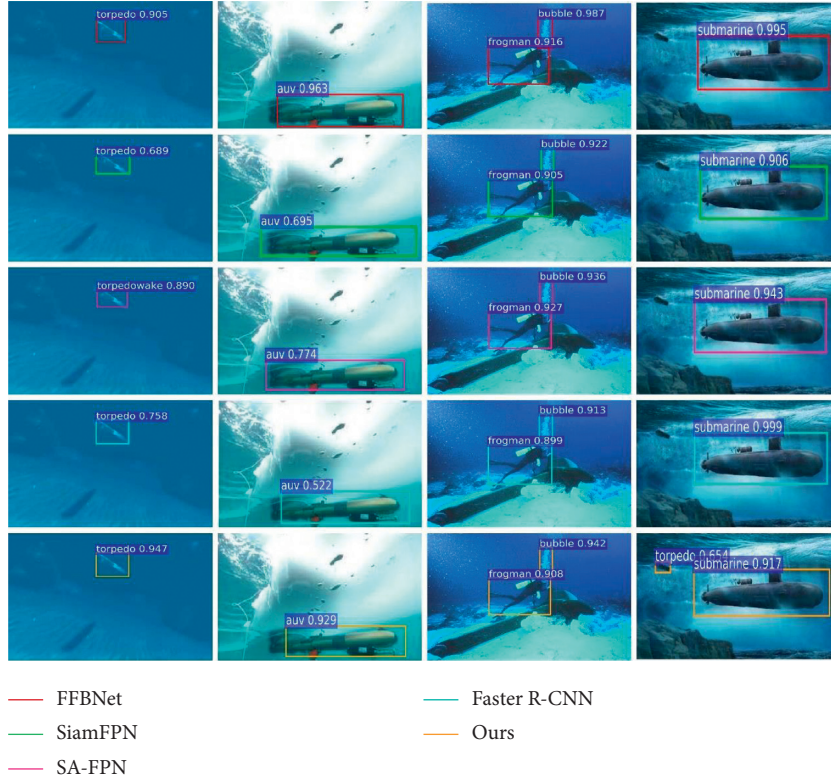 torpedo 0.905
auv 0.963
bubble 0.987
frogman 0.916
submarine 0.995
torpedo 0.689
auv 0.695
bubble 0.922
frogman 0.905
submarine 0.906
torpedowake 0.890
auv 0.774
bubble 0.936
frogman 0.927
submarine 0.943
torpedo 0.758
auv 0.522
bubble 0.913
frogman 0.899
submarine 0.999
torpedo 0.947
auv 0.929
bubble 0.942
frogman 0.908
torpedo 0.654
submarine 0.917
FFBNet
SiamFPN
SA-FPN
Faster R-CNN
Ours